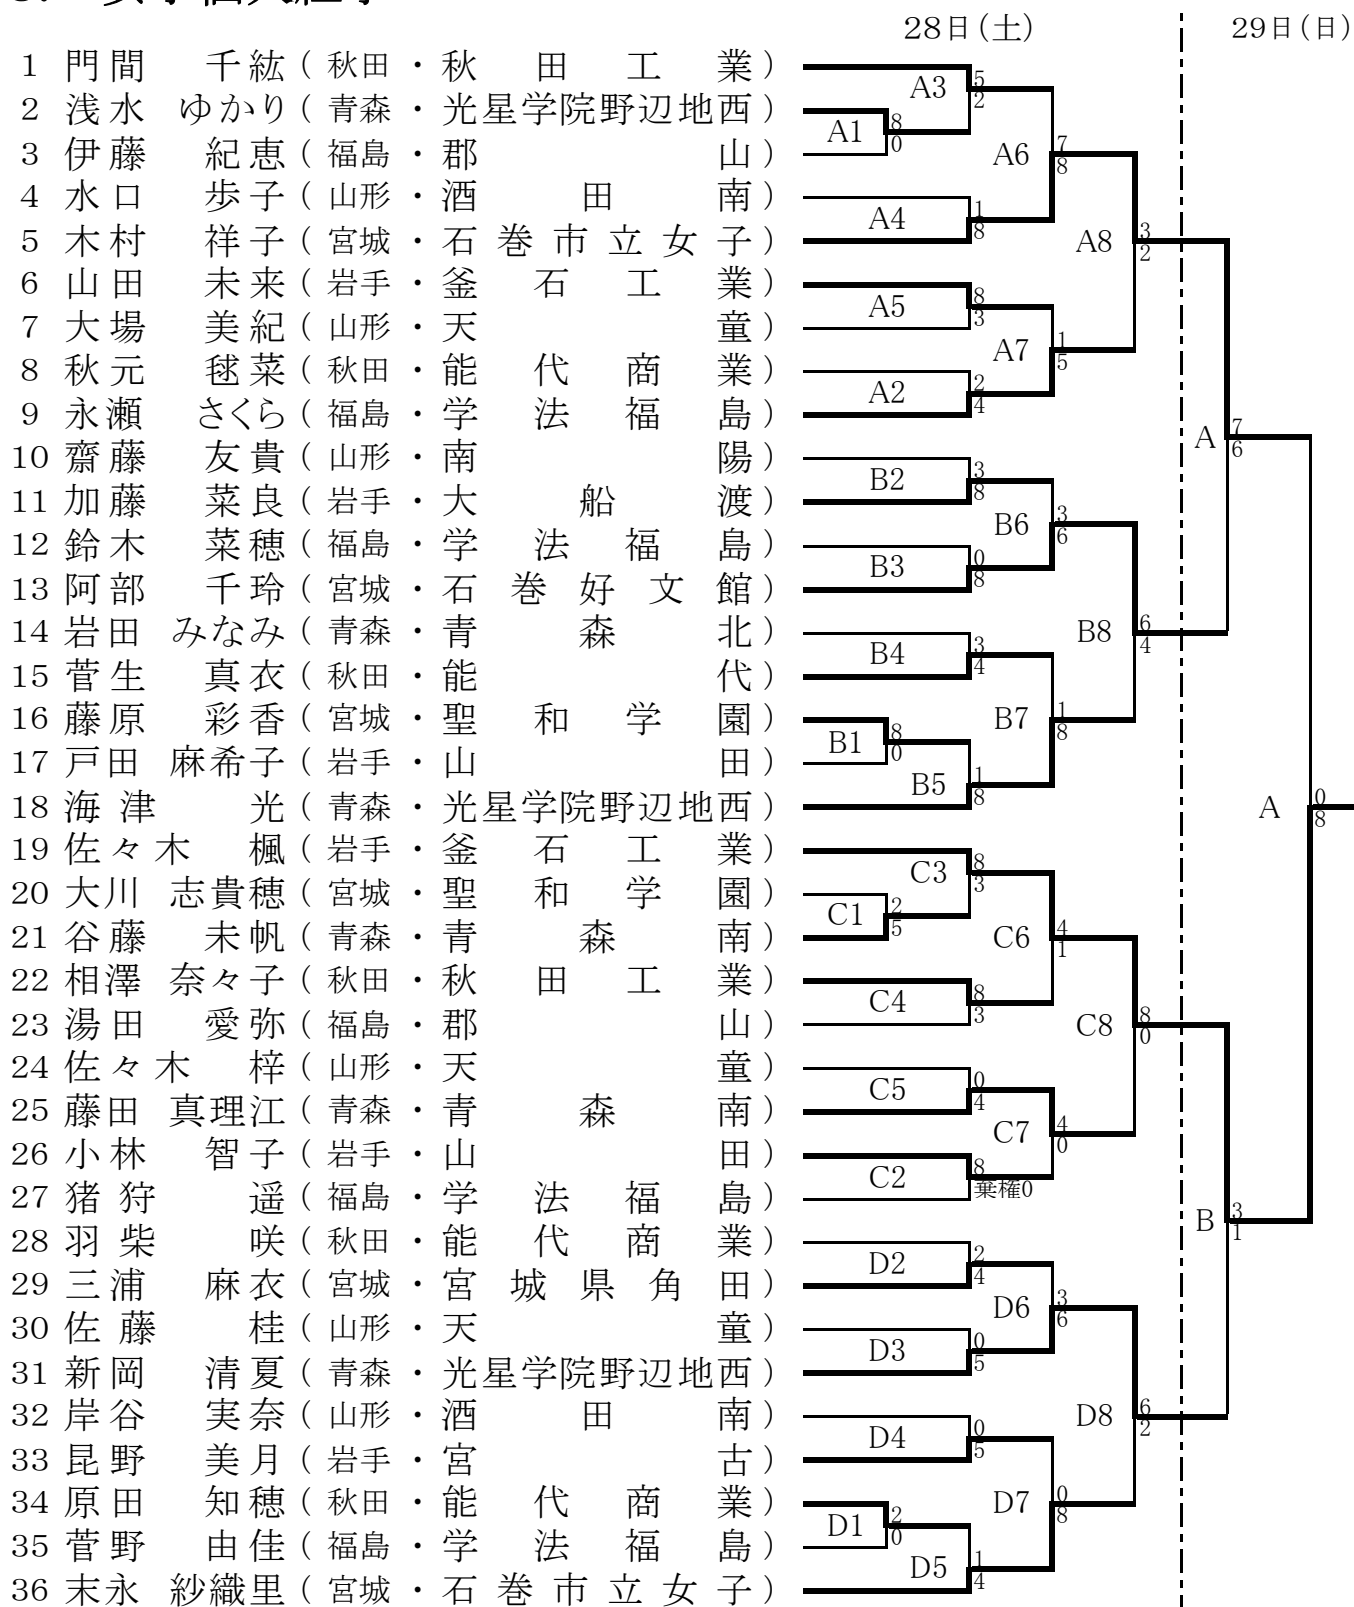 28日(土) 29日(日)
1 門間 千紘(秋田・秋田工業)
2 浅水 ゆかり(青森・光星学院野辺地西)
3 伊藤 紀恵(福島・郡山)
4 水口 歩子(山形・酒田南)
5 木村 祥子(宮城・石巻市立女子)
6 山田 未来(岩手・釜石工業)
7 大場 美紀(山形・天童)
8 秋元 毬菜(秋田・能代商業)
9 永瀬 さくら(福島・学法福島)
10 齋藤 友貴(山形・南陽)
11 加藤 菜良(岩手・大船渡)
12 鈴木 菜穂(福島・学法福島)
13 阿部 千玲(宮城・石巻好文館)
14 岩田 みなみ(青森・青森北)
15 菅生 真衣(秋田・能代)
16 藤原 彩香(宮城・聖和学園)
17 戸田 麻希子(岩手・山田)
18 海津 光(青森・光星学院野辺地西)
19 佐々木 楓(岩手・釜石工業)
20 大川 志貴穂(宮城・聖和学園)
21 谷藤 未帆(青森・青森南)
22 相澤 奈々子(秋田・秋田工業)
23 湯田 愛弥(福島・郡山)
24 佐々木 梓(山形・天童)
25 藤田 真理江(青森・青森南)
26 小林 智子(岩手・山田)
27 猪狩 遥(福島・学法福島)
28 羽柴 咲(秋田・能代商業)
29 三浦 麻衣(宮城・宮城県角田)
30 佐藤 桂(山形・天童)
31 新岡 清夏(青森・光星学院野辺地西)
32 岸谷 実奈(山形・酒田南)
33 昆野 美月(岩手・宮古)
34 原田 知穂(秋田・能代商業)
35 菅野 由佳(福島・学法福島)
36 末永 紗織里(宮城・石巻市立女子)
A1 8 0
A3 5 2
A4 1 8
A5 8 3
A2 2 4
B2 3 8
B3 0 8
B4 3 4
B1 8 0
B5 1 8
C3 8 3
C1 2 5
C4 8 3
C5 0 4
C2 8 棄権0
D2 2 4
D3 0 5
D4 0 5
D1 2 0
D5 1 4
A6 7 8
A7 1 5
B6 3 6
B7 1 8
C6 4 1
C7 4 0
D6 3 6
D7 0 8
A8 3 2
B8 6 4
C8 8 0
D8 6 2
A 7 6
B 3 1
A 0 8